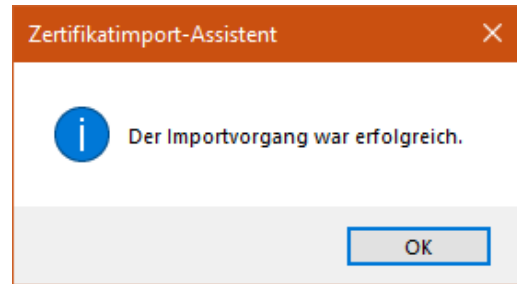 Zertifikatimport-Assistent
Der Importvorgang war erfolgreich.
OK